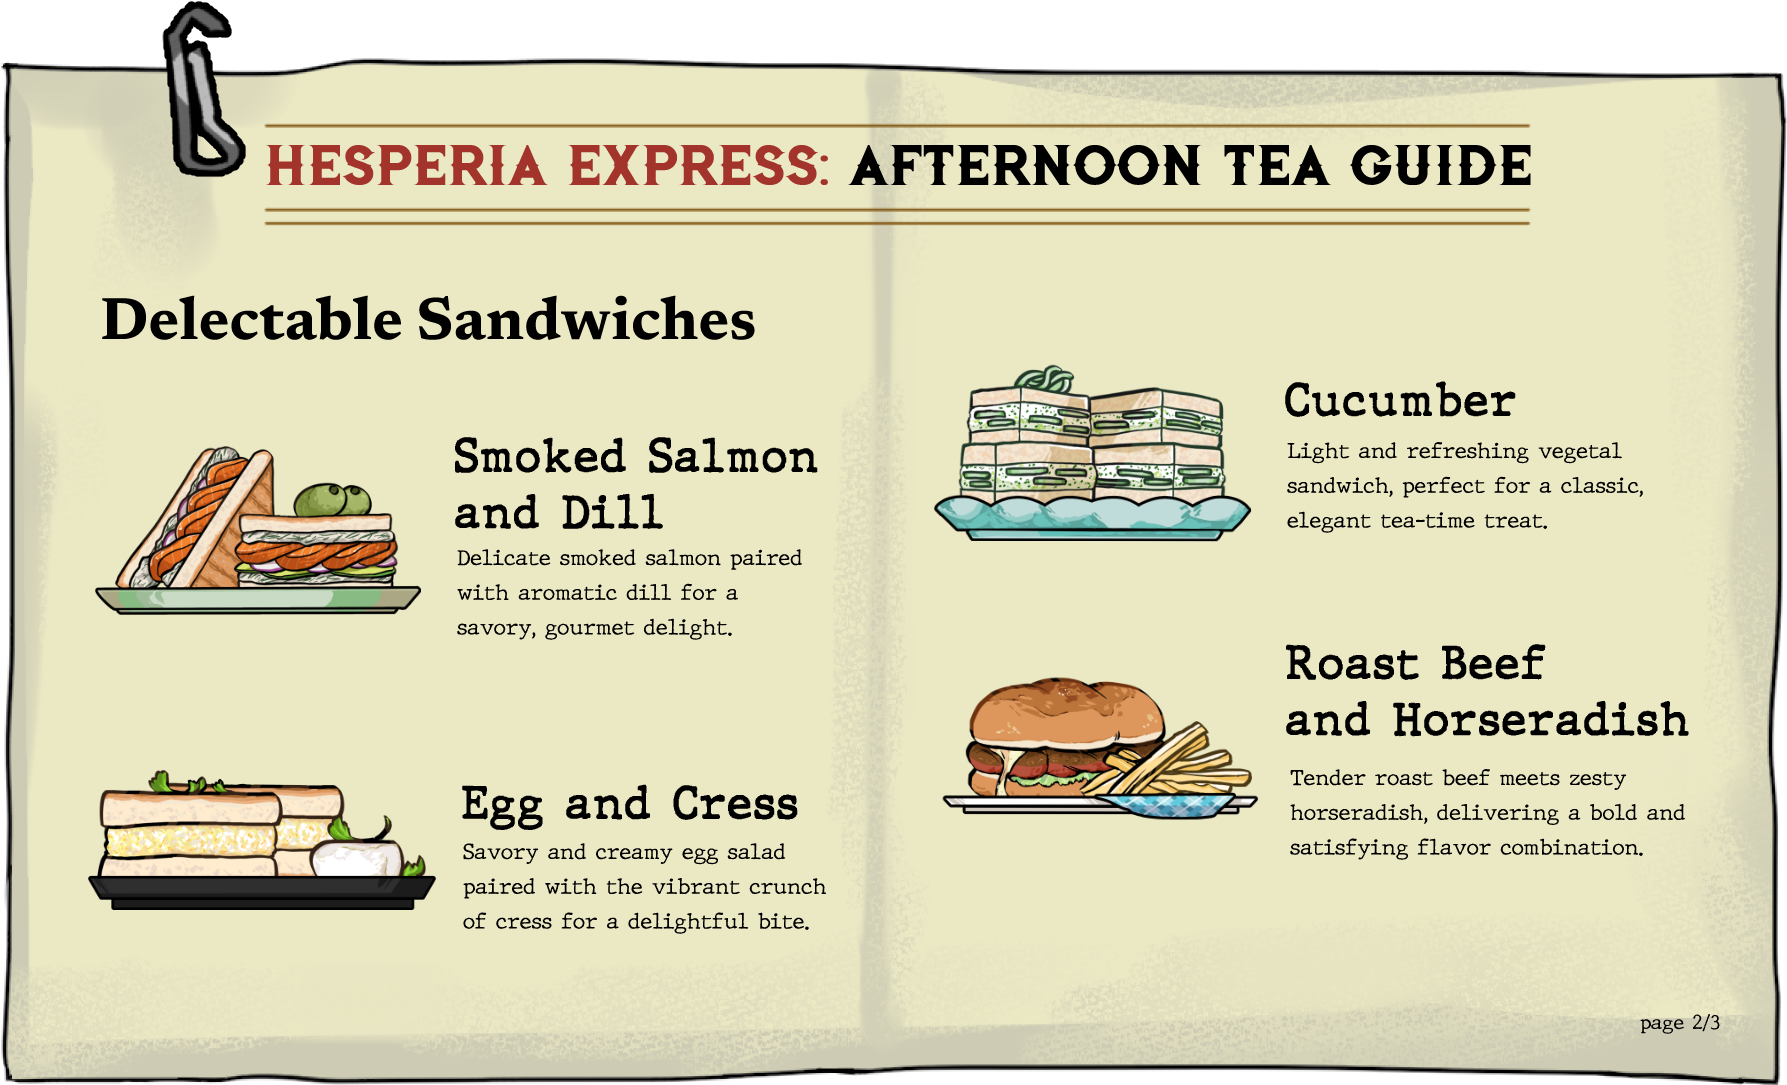 HESPERIA EXPRESS: AFTERNOON TEA GUIDE
Delectable Sandwiches
Smoked Salmon
and Dill
Delicate smoked salmon paired
with aromatic dill for a
savory, gourmet delight.
Egg and Cress
Savory and creamy egg salad
paired with the vibrant crunch
of cress for a delightful bite.
Cucumber
Light and refreshing vegetal
sandwich, perfect for a classic,
elegant tea-time treat.
Roast Beef
and Horseradish
Tender roast beef meets zesty
horseradish, delivering a bold and
satisfying flavor combination.
page 2/3